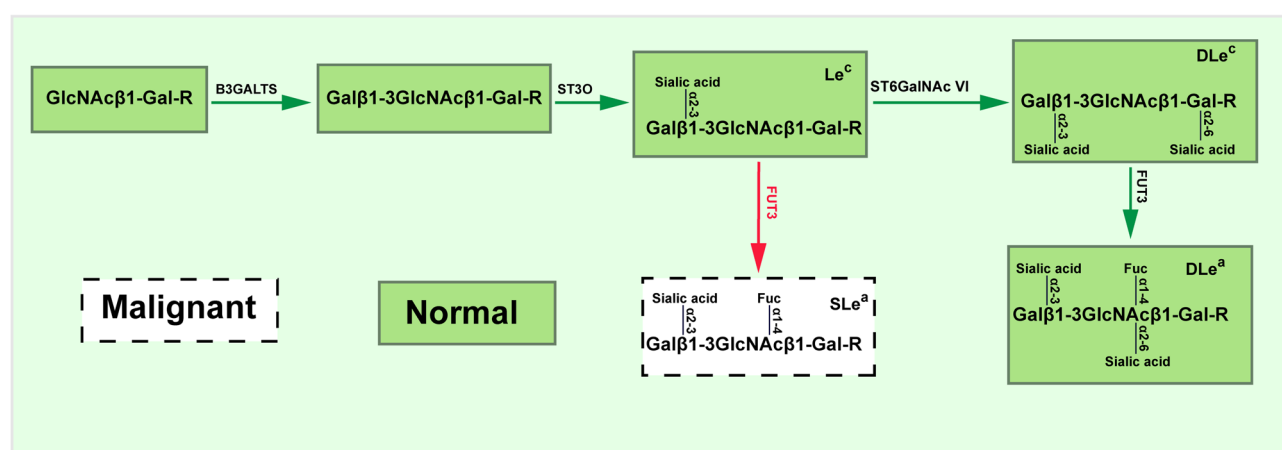 GlcNAcβ1-Gal-R
B3GALTS
Galβ1-3GlcNAcβ1-Gal-R
ST3O
Le^c
Sialic acid
α2-3
Galβ1-3GlcNAcβ1-Gal-R
ST6GalNAc VI
DLe^c
Galβ1-3GlcNAcβ1-Gal-R
α2-3
α2-6
Sialic acid
Sialic acid
FUT3
FUT3
Malignant
Normal
Sialic acid
Fuc
SLe^a
α2-3
α1-4
Galβ1-3GlcNAcβ1-Gal-R
Sialic acid
Fuc
DLe^a
α2-3
α1-4
Galβ1-3GlcNAcβ1-Gal-R
α2-6
Sialic acid